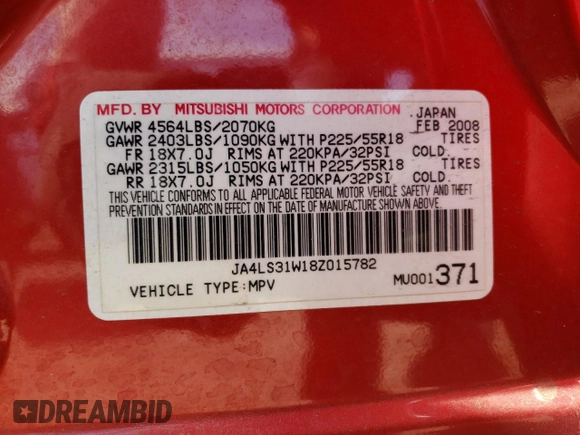 MFD. BY MITSUBISHI MOTORS CORPORATION JAPAN
GVWR 4564LBS/2070KG FEB 2008
GAWR 2403LBS/1090KG WITH P225/55R18 TIRES
FR 18X7.0J RIMS AT 220KPA/32PSI COLD.
GAWR 2315LBS/1050KG WITH P225/55R18 TIRES
RR 18X7.0J RIMS AT 220KPA/32PSI COLD.
THIS VEHICLE CONFORMS TO ALL APPLICABLE FEDERAL MOTOR VEHICLE SAFETY AND THEFT
PREVENTION STANDARDS IN EFFECT ON THE DATE OF MANUFACTURE SHOWN ABOVE.
JA4LS31W18Z015782
VEHICLE TYPE:MPV MU001371
DREAMBID